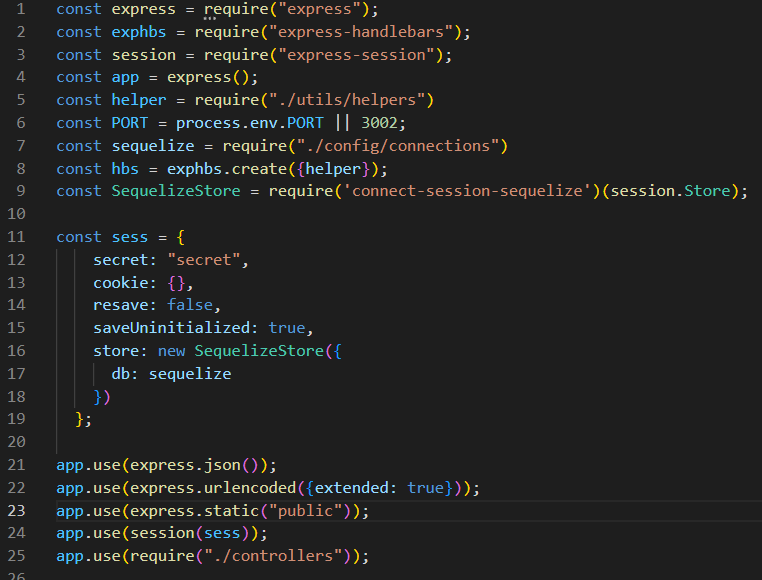 1 const express = require("express");
2 const exphbs = require("express-handlebars");
3 const session = require("express-session");
4 const app = express();
5 const helper = require("./utils/helpers")
6 const PORT = process.env.PORT || 3002;
7 const sequelize = require("./config/connections")
8 const hbs = exphbs.create({helper});
9 const SequelizeStore = require('connect-session-sequelize')(session.Store);
10
11 const sess = {
12     secret: "secret",
13     cookie: {},
14     resave: false,
15     saveUninitialized: true,
16     store: new SequelizeStore({
17       db: sequelize
18     })
19   };
20
21 app.use(express.json());
22 app.use(express.urlencoded({extended: true}));
23 app.use(express.static("public"));
24 app.use(session(sess));
25 app.use(require("./controllers"));
26